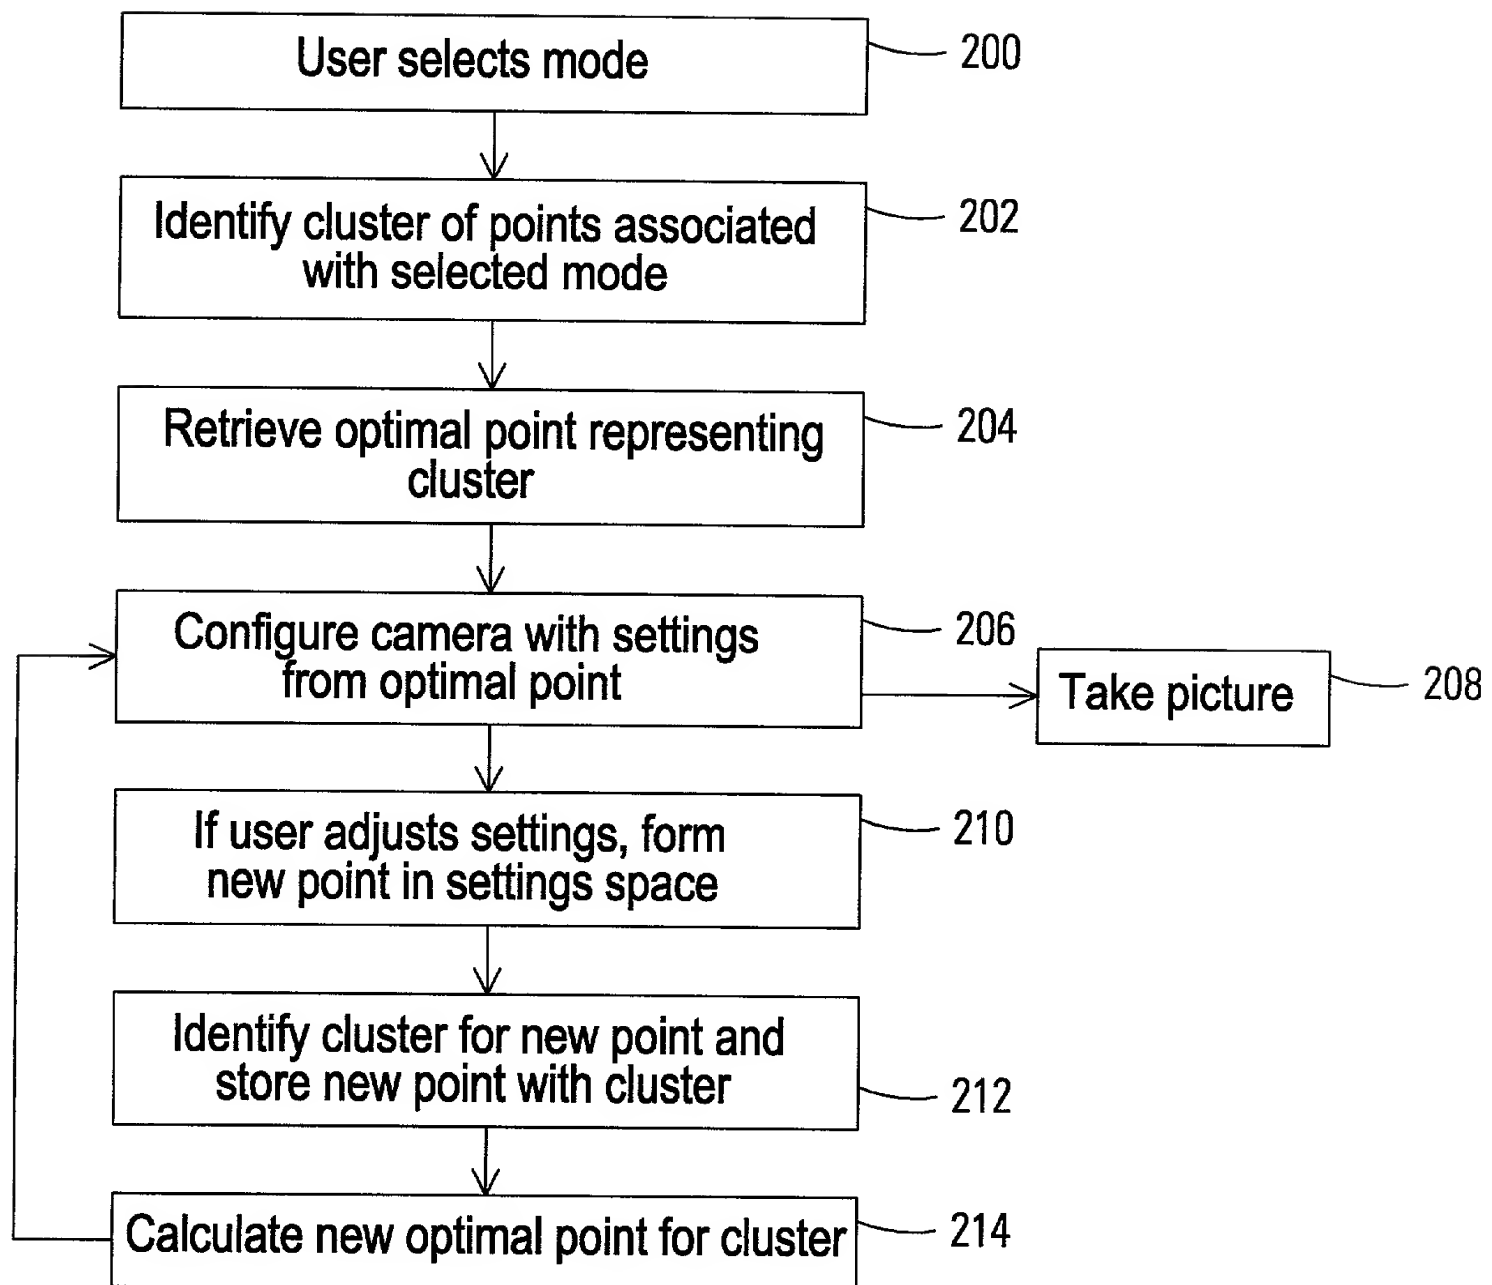 User selects mode
200
Identify cluster of points associated
with selected mode
202
Retrieve optimal point representing
cluster
204
Configure camera with settings
from optimal point
206
Take picture
208
If user adjusts settings, form
new point in settings space
210
Identify cluster for new point and
store new point with cluster
212
Calculate new optimal point for cluster
214